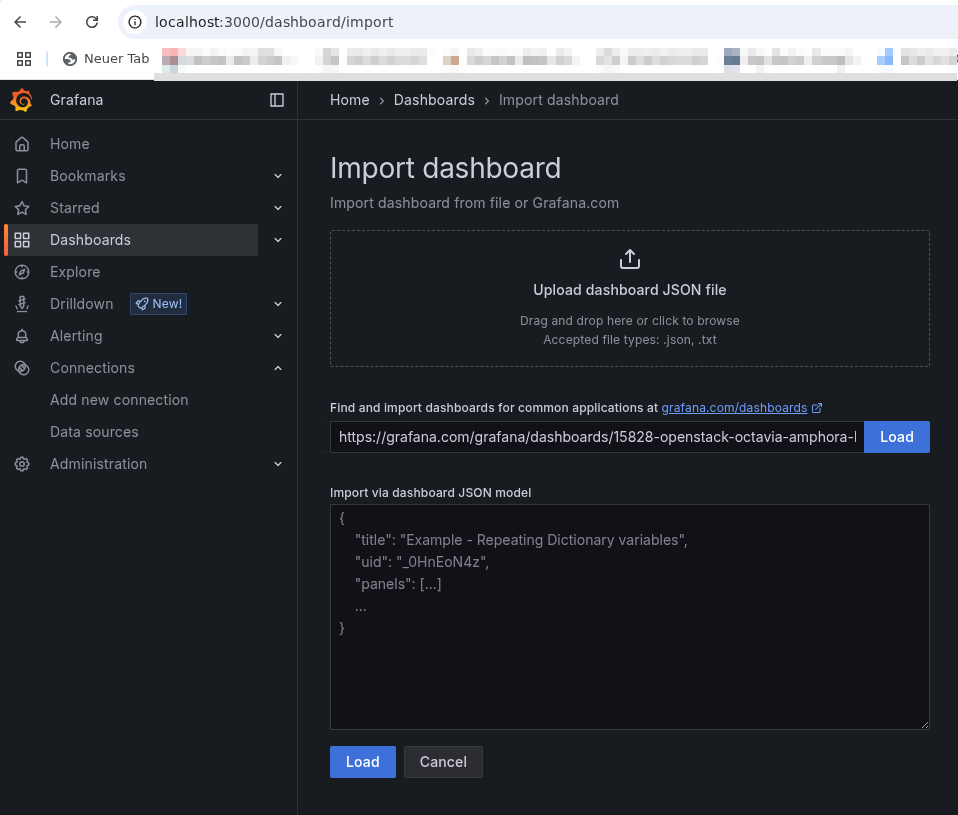 localhost:3000/dashboard/import
Neuer Tab
Grafana
Home › Dashboards › Import dashboard
Home
Bookmarks
Starred
Dashboards
Explore
Drilldown New!
Alerting
Connections
Add new connection
Data sources
Administration
Import dashboard
Import dashboard from file or Grafana.com
Upload dashboard JSON file
Drag and drop here or click to browse
Accepted file types: .json, .txt
Find and import dashboards for common applications at grafana.com/dashboards
https://grafana.com/grafana/dashboards/15828-openstack-octavia-amphora- Load
Import via dashboard JSON model
{
"title": "Example - Repeating Dictionary variables",
"uid": "_0HnEoN4z",
"panels": [...]
...
}
Load Cancel